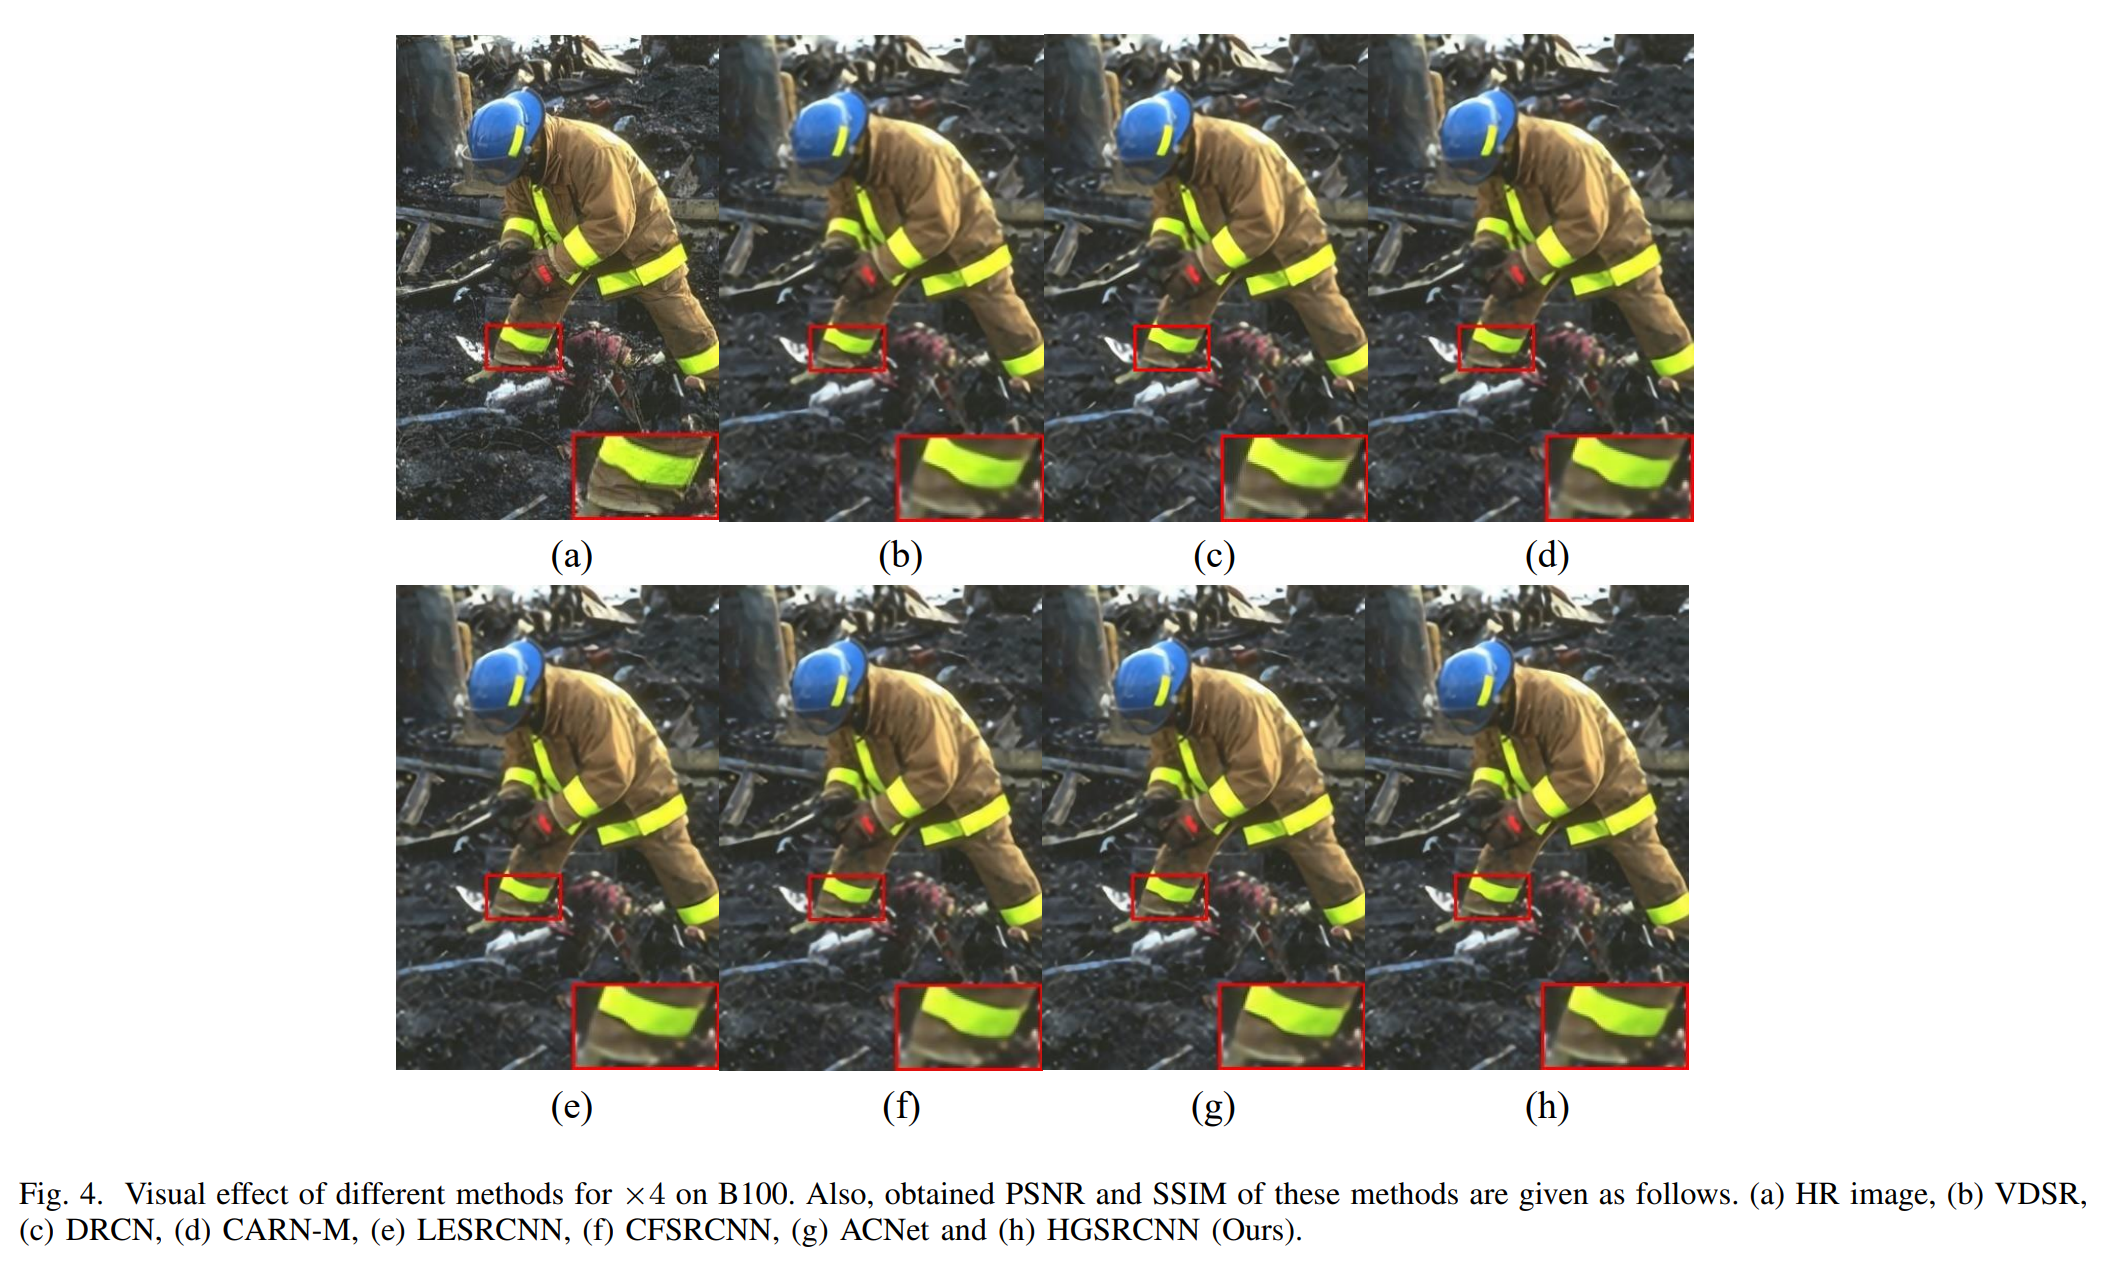 (a) (b) (c) (d)
(e) (f) (g) (h)
Fig. 4. Visual effect of different methods for ×4 on B100. Also, obtained PSNR and SSIM of these methods are given as follows. (a) HR image, (b) VDSR,
(c) DRCN, (d) CARN-M, (e) LESRCNN, (f) CFSRCNN, (g) ACNet and (h) HGSRCNN (Ours).